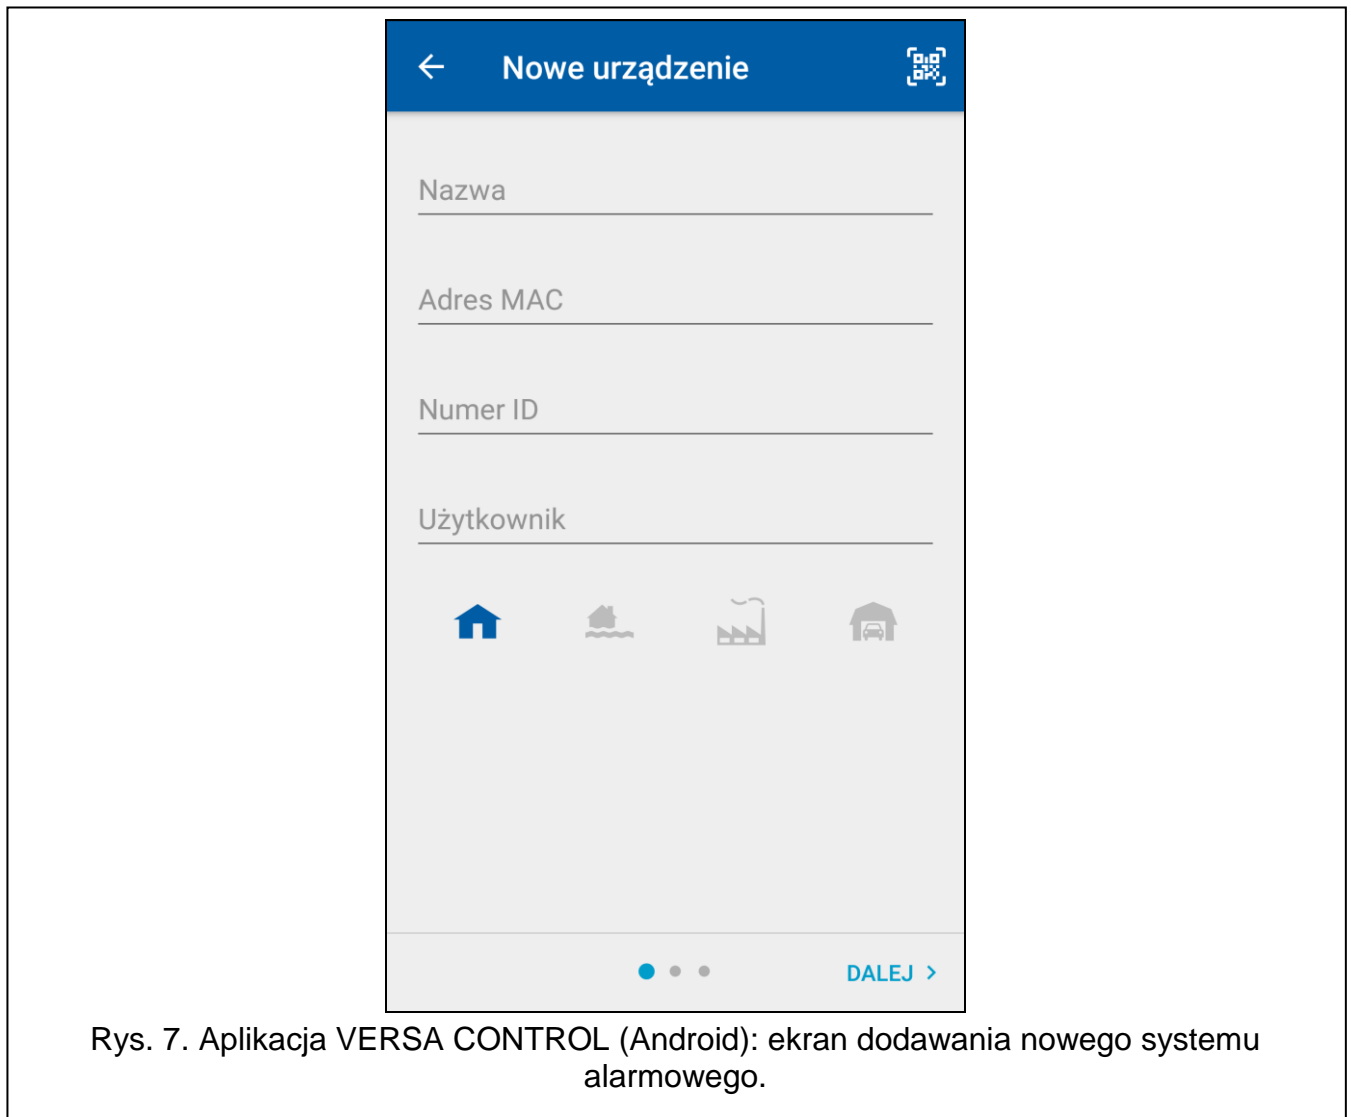 Nowe urządzenie
Nazwa
Adres MAC
Numer ID
Użytkownik
DALEJ
Rys. 7. Aplikacja VERSA CONTROL (Android): ekran dodawania nowego systemu
alarmowego.